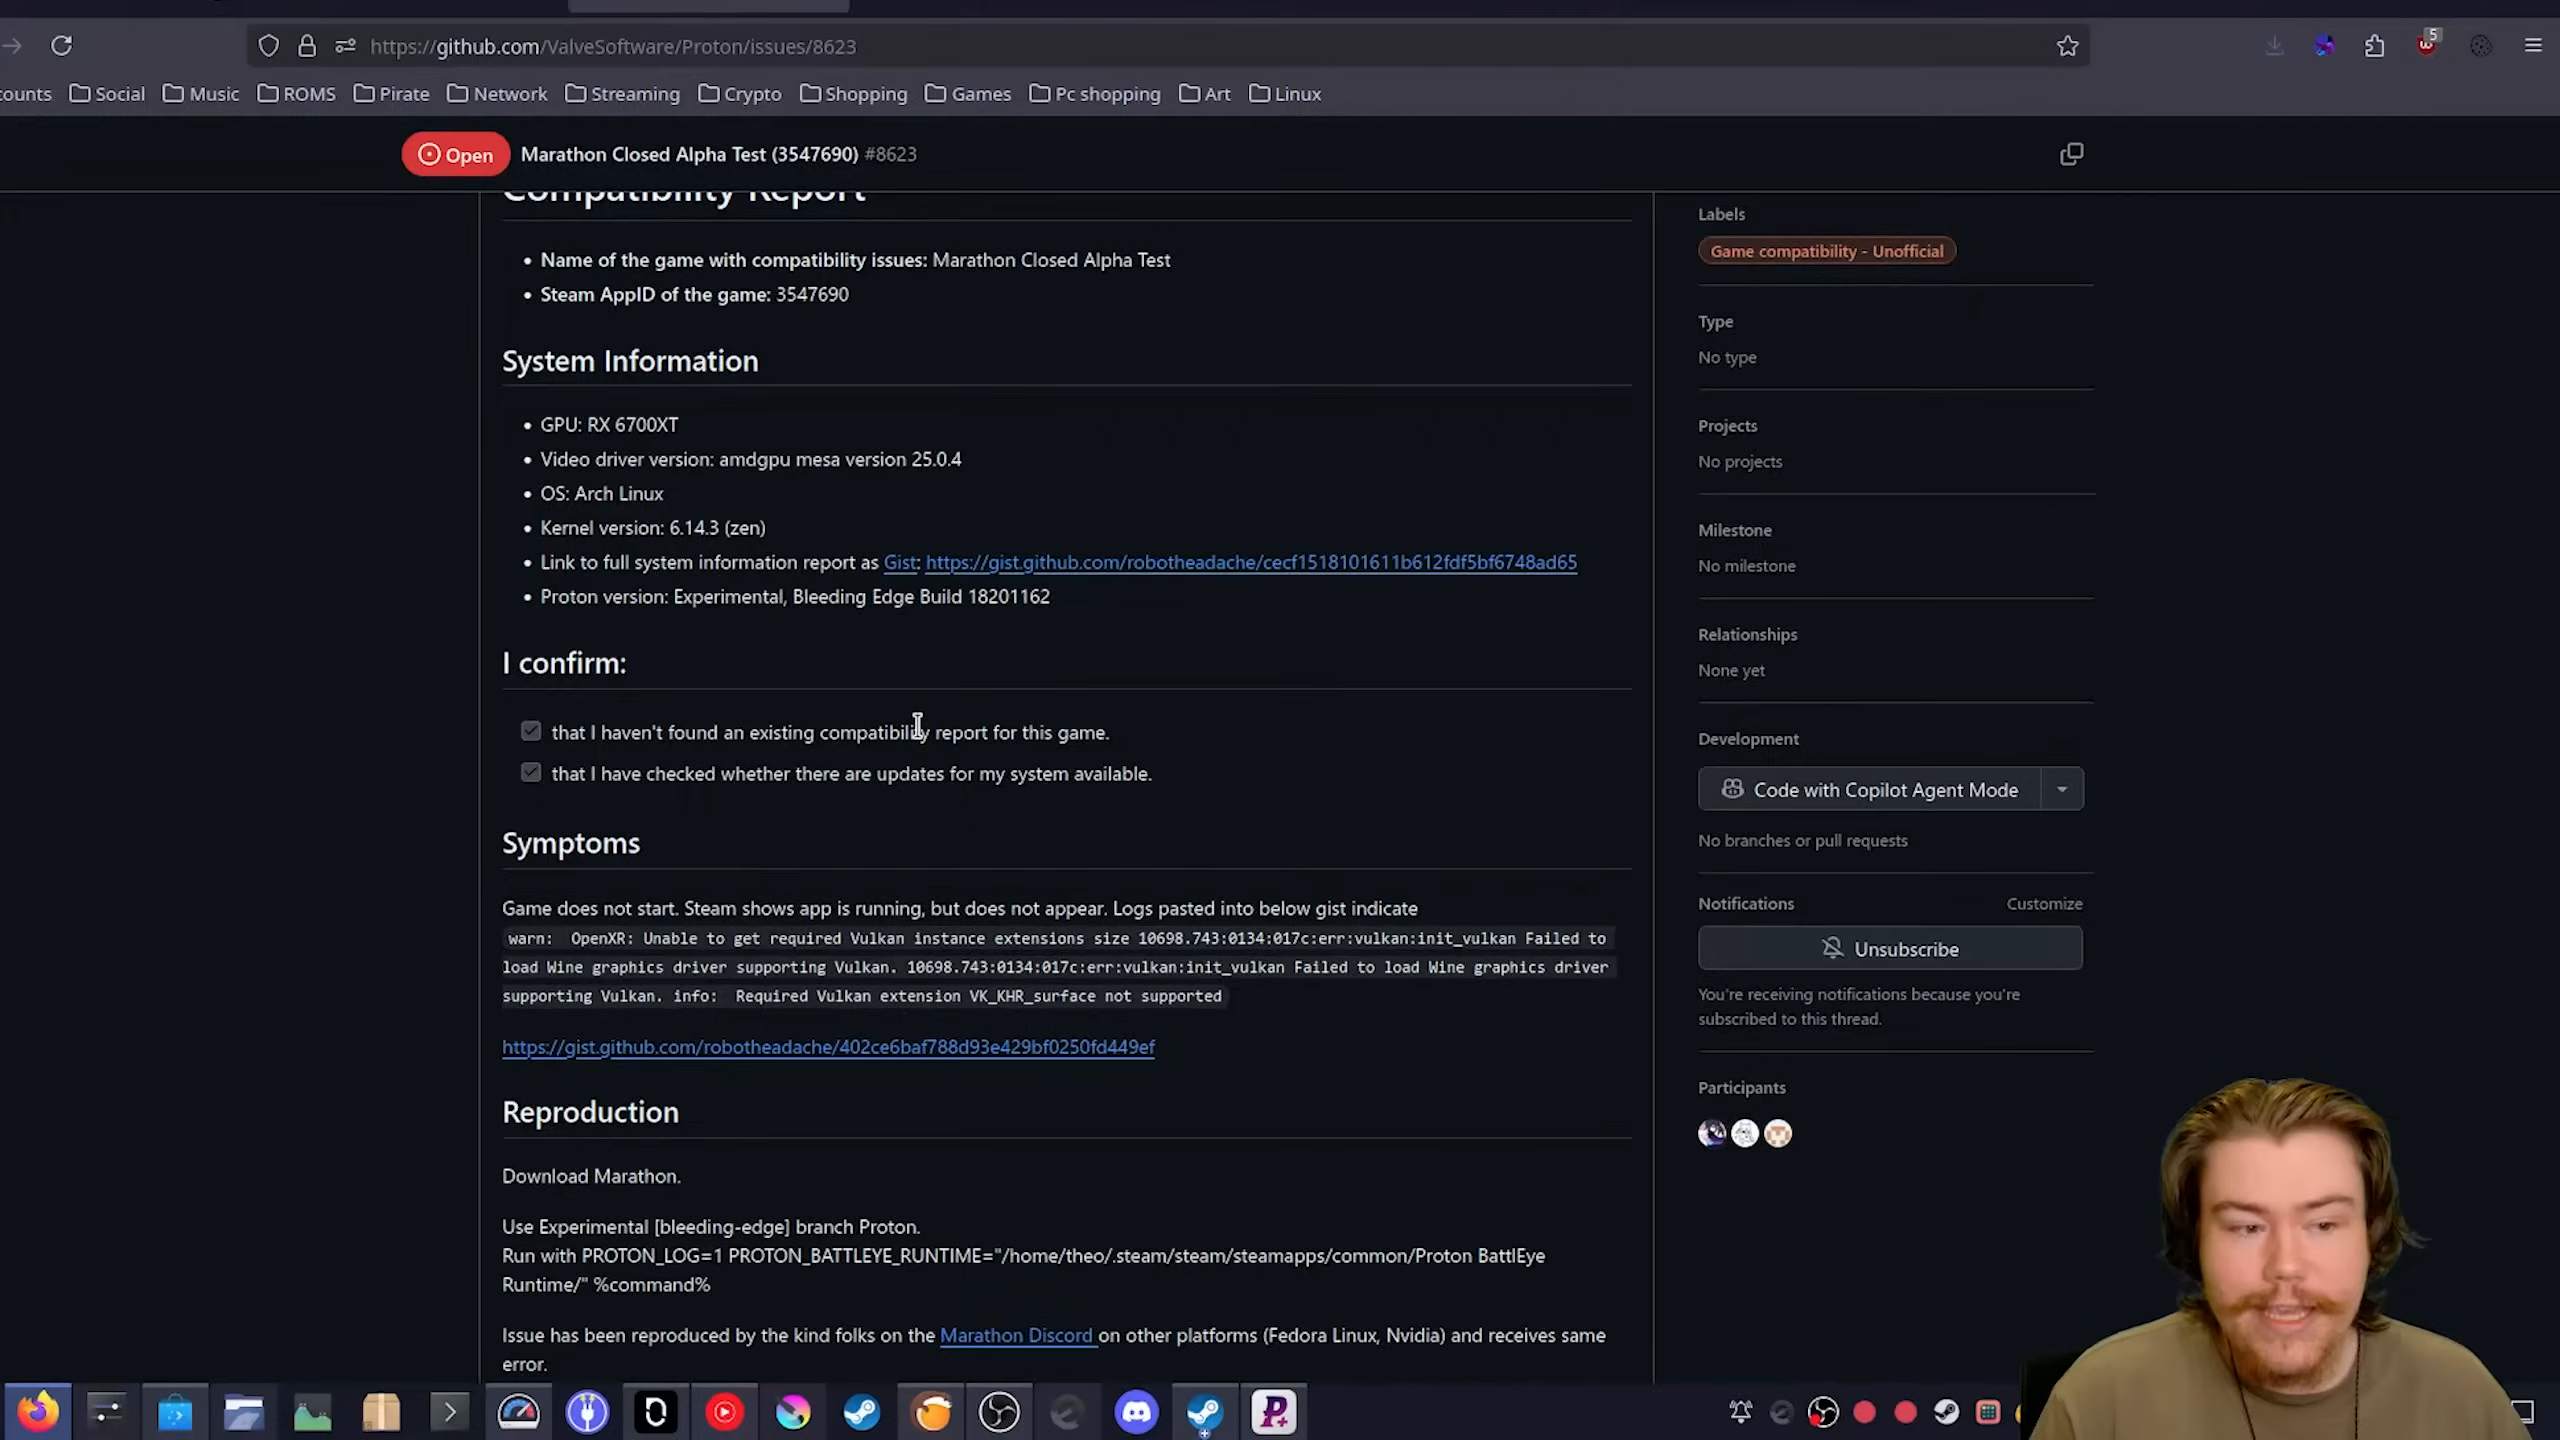 https://github.com/ValveSoftware/Proton/issues/8623
5
counts
Social
Music
ROMS
Pirate
Network
Streaming
Crypto
Shopping
Games
Pc shopping
Art
Linux
Open
Marathon Closed Alpha Test (3547690) #8623
Compatibility Report
Name of the game with compatibility issues: Marathon Closed Alpha Test
Steam AppID of the game: 3547690
System Information
GPU: RX 6700XT
Video driver version: amdgpu mesa version 25.0.4
OS: Arch Linux
Kernel version: 6.14.3 (zen)
Link to full system information report as Gist: https://gist.github.com/robotheadache/cecf1518101611b612fdf5bf6748ad65
Proton version: Experimental, Bleeding Edge Build 18201162
I confirm:
that I haven't found an existing compatibility report for this game.
that I have checked whether there are updates for my system available.
Symptoms
Game does not start. Steam shows app is running, but does not appear. Logs pasted into below gist indicate
warn:  OpenXR: Unable to get required Vulkan instance extensions size 10698.743:0134:017c:err:vulkan:init_vulkan Failed to
load Wine graphics driver supporting Vulkan. 10698.743:0134:017c:err:vulkan:init_vulkan Failed to load Wine graphics driver
supporting Vulkan. info:  Required Vulkan extension VK_KHR_surface not supported
https://gist.github.com/robotheadache/402ce6baf788d93e429bf0250fd449ef
Reproduction
Download Marathon.
Use Experimental [bleeding-edge] branch Proton.
Run with PROTON_LOG=1 PROTON_BATTLEYE_RUNTIME="/home/theo/.steam/steam/steamapps/common/Proton BattlEye
Runtime/" %command%
Issue has been reproduced by the kind folks on the Marathon Discord on other platforms (Fedora Linux, Nvidia) and receives same
error.
Labels
Game compatibility - Unofficial
Type
No type
Projects
No projects
Milestone
No milestone
Relationships
None yet
Development
Code with Copilot Agent Mode
No branches or pull requests
Notifications
Customize
Unsubscribe
You're receiving notifications because you're
subscribed to this thread.
Participants